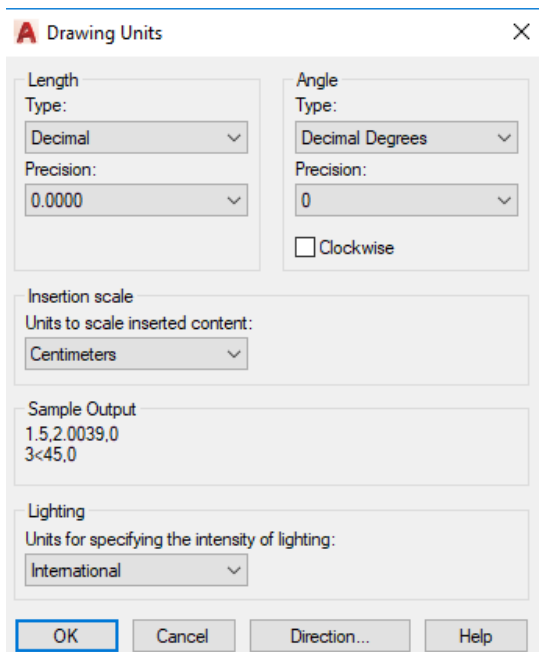 Drawing Units
Length
Type:
Decimal
Precision:
0.0000
Angle
Type:
Decimal Degrees
Precision:
0
Clockwise
Insertion scale
Units to scale inserted content:
Centimeters
Sample Output
1.5,2.0039,0
3<45,0
Lighting
Units for specifying the intensity of lighting:
International
OK Cancel Direction... Help